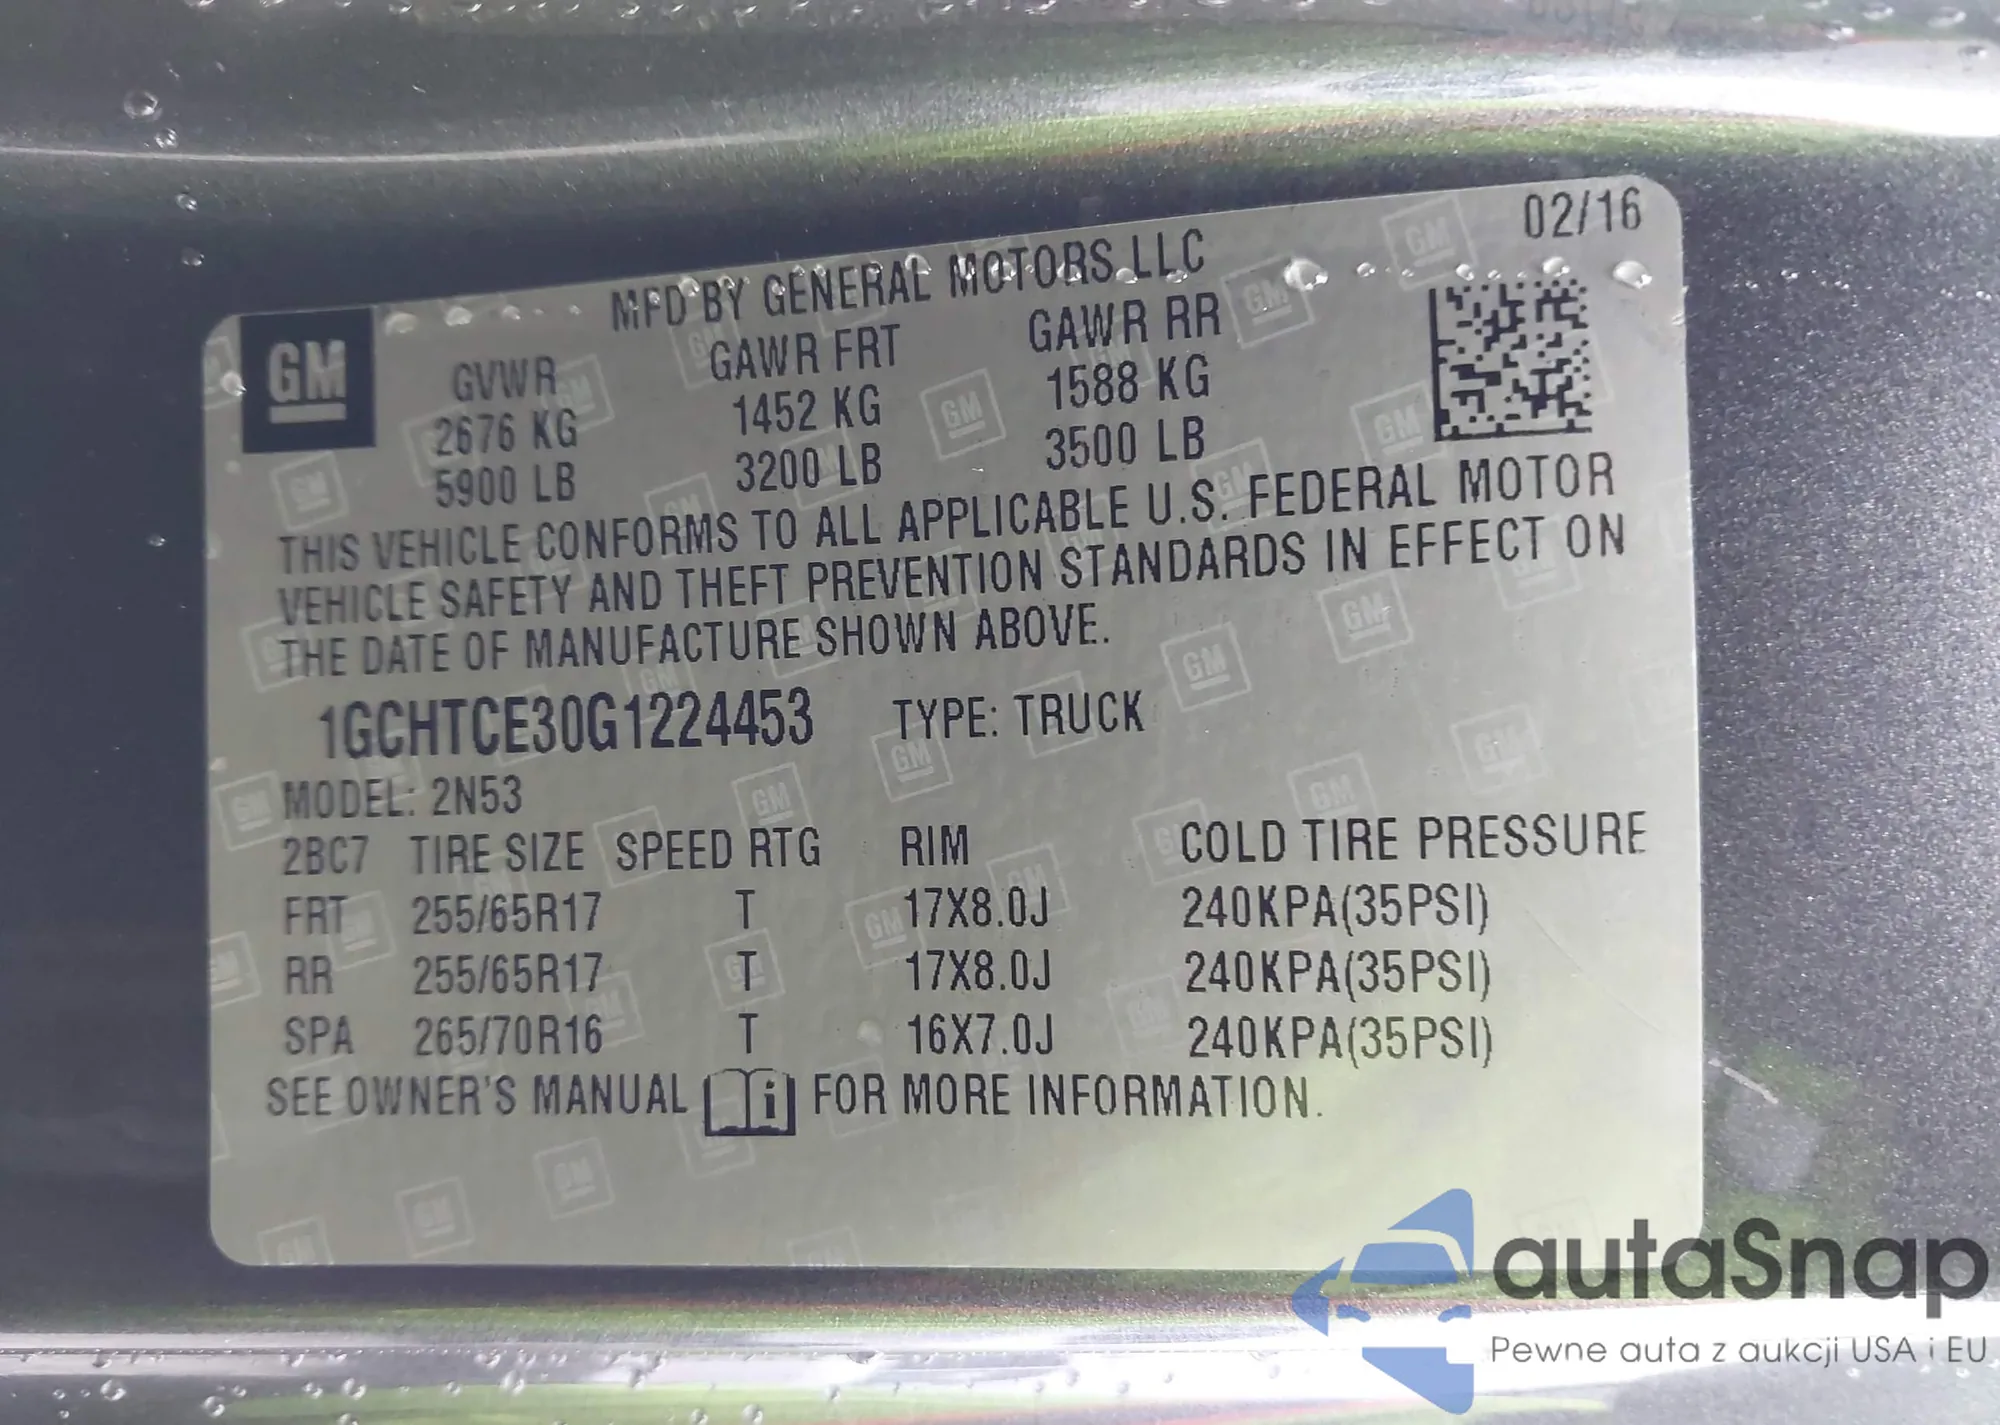 02/16
MFD BY GENERAL MOTORS LLC
GM
GVWR GAWR FRT GAWR RR
2676 KG 1452 KG 1588 KG
5900 LB 3200 LB 3500 LB
THIS VEHICLE CONFORMS TO ALL APPLICABLE U.S. FEDERAL MOTOR
VEHICLE SAFETY AND THEFT PREVENTION STANDARDS IN EFFECT ON
THE DATE OF MANUFACTURE SHOWN ABOVE.
1GCHTCE30G1224453 TYPE: TRUCK
MODEL: 2N53
2BC7 TIRE SIZE SPEED RTG RIM COLD TIRE PRESSURE
FRT 255/65R17 T 17X8.0J 240KPA(35PSI)
RR 255/65R17 T 17X8.0J 240KPA(35PSI)
SPA 265/70R16 T 16X7.0J 240KPA(35PSI)
SEE OWNER'S MANUAL i FOR MORE INFORMATION.
autaSnap
Pewne auta z aukcji USA i EU